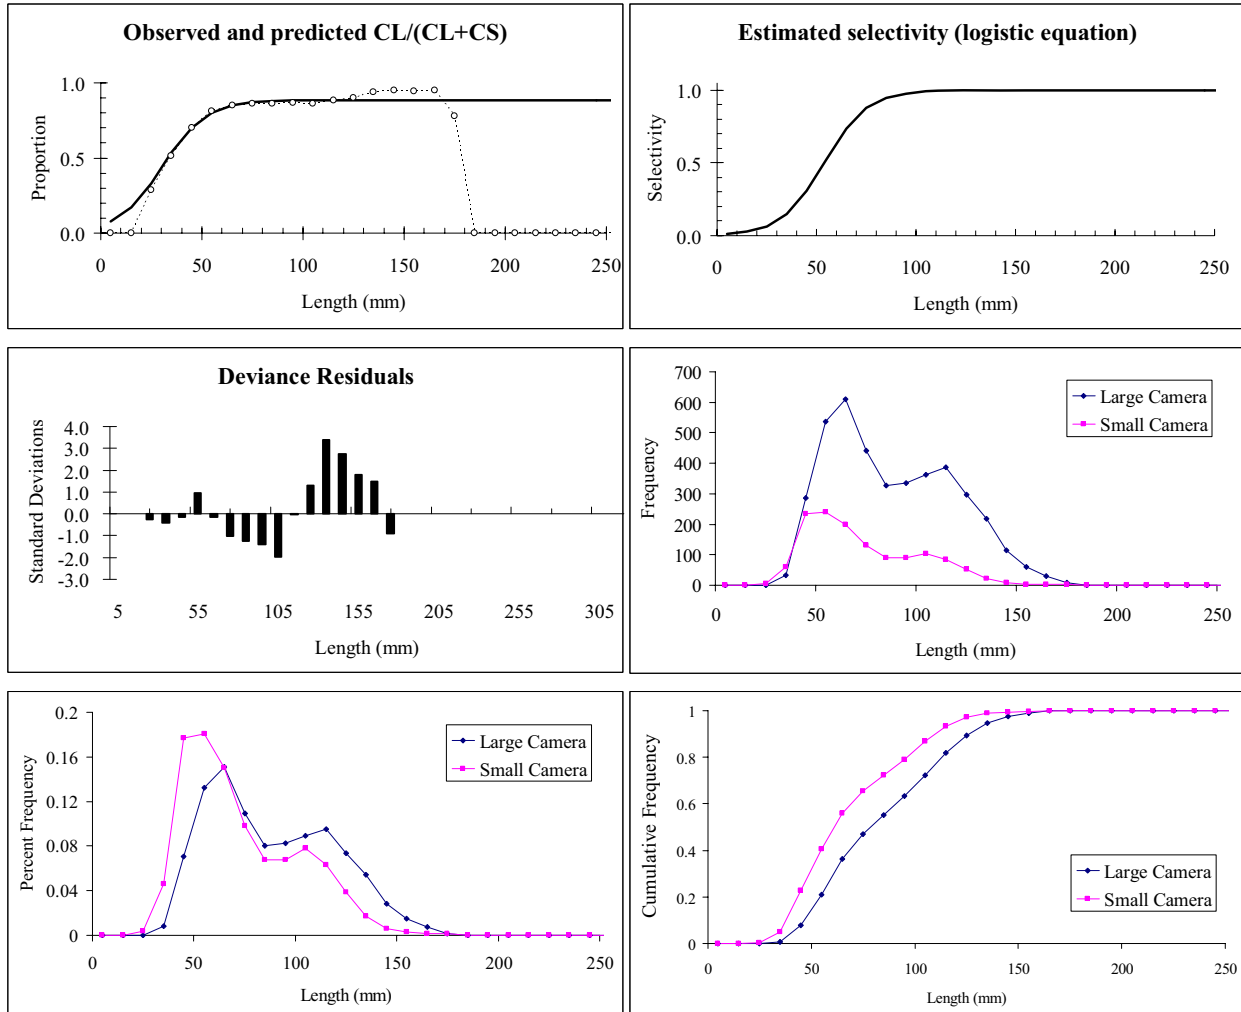 Observed and predicted CL/(CL+CS)
Proportion
1.0
0.5
0.0
0 50 100 150 200 250
Length (mm)
Estimated selectivity (logistic equation)
Selectivity
1.0
0.5
0.0
0 50 100 150 200 250
Length (mm)
Deviance Residuals
Standard Deviations
4.0
3.0
2.0
1.0
0.0
-1.0
-2.0
-3.0
5 55 105 155 205 255 305
Length (mm)
Frequency
700
600
500
400
300
200
100
0
0 50 100 150 200 250
Length (mm)
Large Camera
Small Camera
Percent Frequency
0.2
0.16
0.12
0.08
0.04
0
0 50 100 150 200 250
Length (mm)
Large Camera
Small Camera
Cumulative Frequency
1
0.8
0.6
0.4
0.2
0
0 50 100 150 200 250
Length (mm)
Large Camera
Small Camera